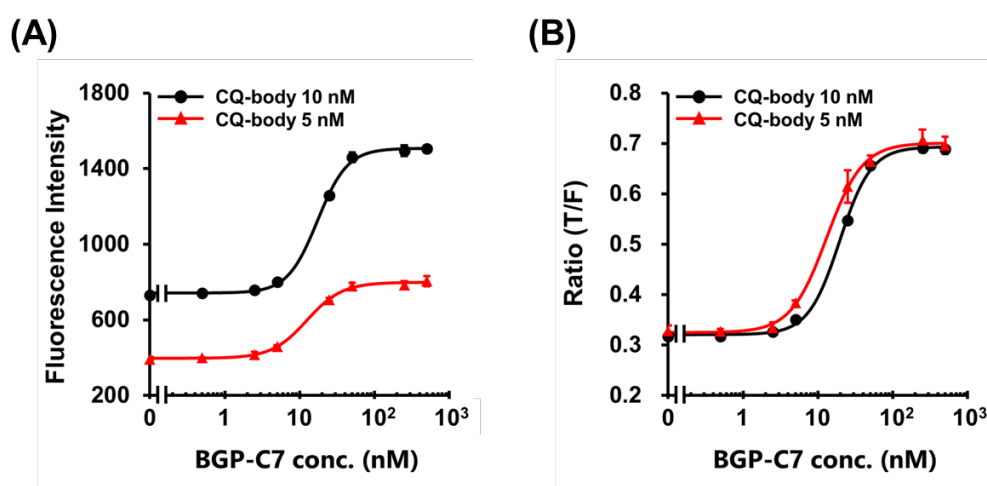 (A)
(B)
CQ-body 10 nM
CQ-body 5 nM
Fluorescence Intensity
1800
1400
1000
600
200
0
1
10
10²
10³
BGP-C7 conc. (nM)
CQ-body 10 nM
CQ-body 5 nM
Ratio (T/F)
0.8
0.7
0.6
0.5
0.4
0.3
0.2
0
1
10
10²
10³
BGP-C7 conc. (nM)